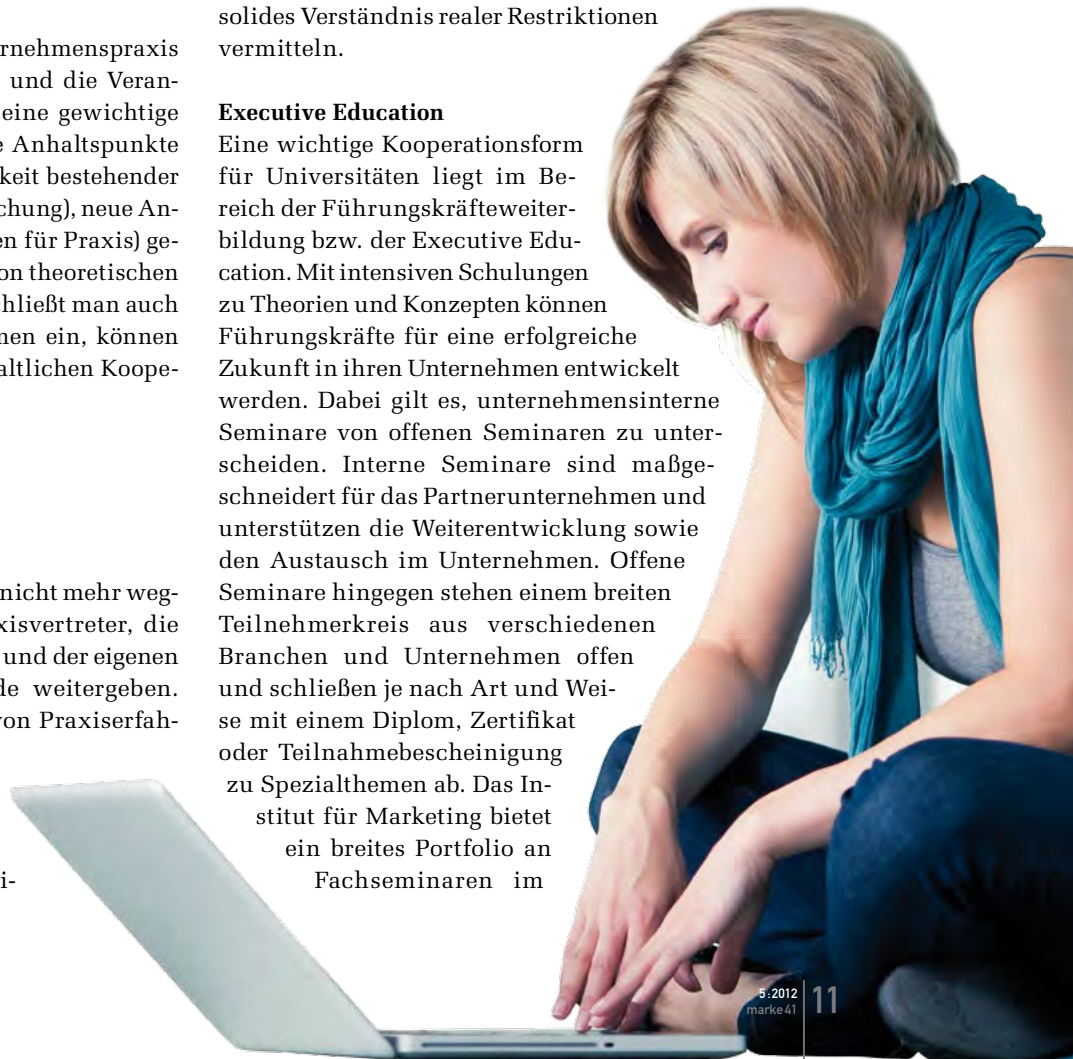 rnehmenspraxis
und die Veran-
eine gewichtige
e Anhaltspunkte
keit bestehender
chung), neue An-
en für Praxis) ge-
on theoretischen
chließt man auch
nen ein, können
altlichen Koope-
nicht mehr weg-
xisvertreter, die
und der eigenen
de weitergeben.
von Praxiserfah-
i-
solides Verständnis realer Restriktionen
vermitteln.
Executive Education
Eine wichtige Kooperationsform
für Universitäten liegt im Be-
reich der Führungskräfteweiter-
bildung bzw. der Executive Edu-
cation. Mit intensiven Schulungen
zu Theorien und Konzepten können
Führungskräfte für eine erfolgreiche
Zukunft in ihren Unternehmen entwickelt
werden. Dabei gilt es, unternehmensinterne
Seminare von offenen Seminaren zu unter-
scheiden. Interne Seminare sind maßge-
schneidert für das Partnerunternehmen und
unterstützen die Weiterentwicklung sowie
den Austausch im Unternehmen. Offene
Seminare hingegen stehen einem breiten
Teilnehmerkreis aus verschiedenen
Branchen und Unternehmen offen
und schließen je nach Art und Wei-
se mit einem Diplom, Zertifikat
oder Teilnahmebescheinigung
zu Spezialthemen ab. Das In-
stitut für Marketing bietet
ein breites Portfolio an
Fachseminaren im
5:2012
marke41
11